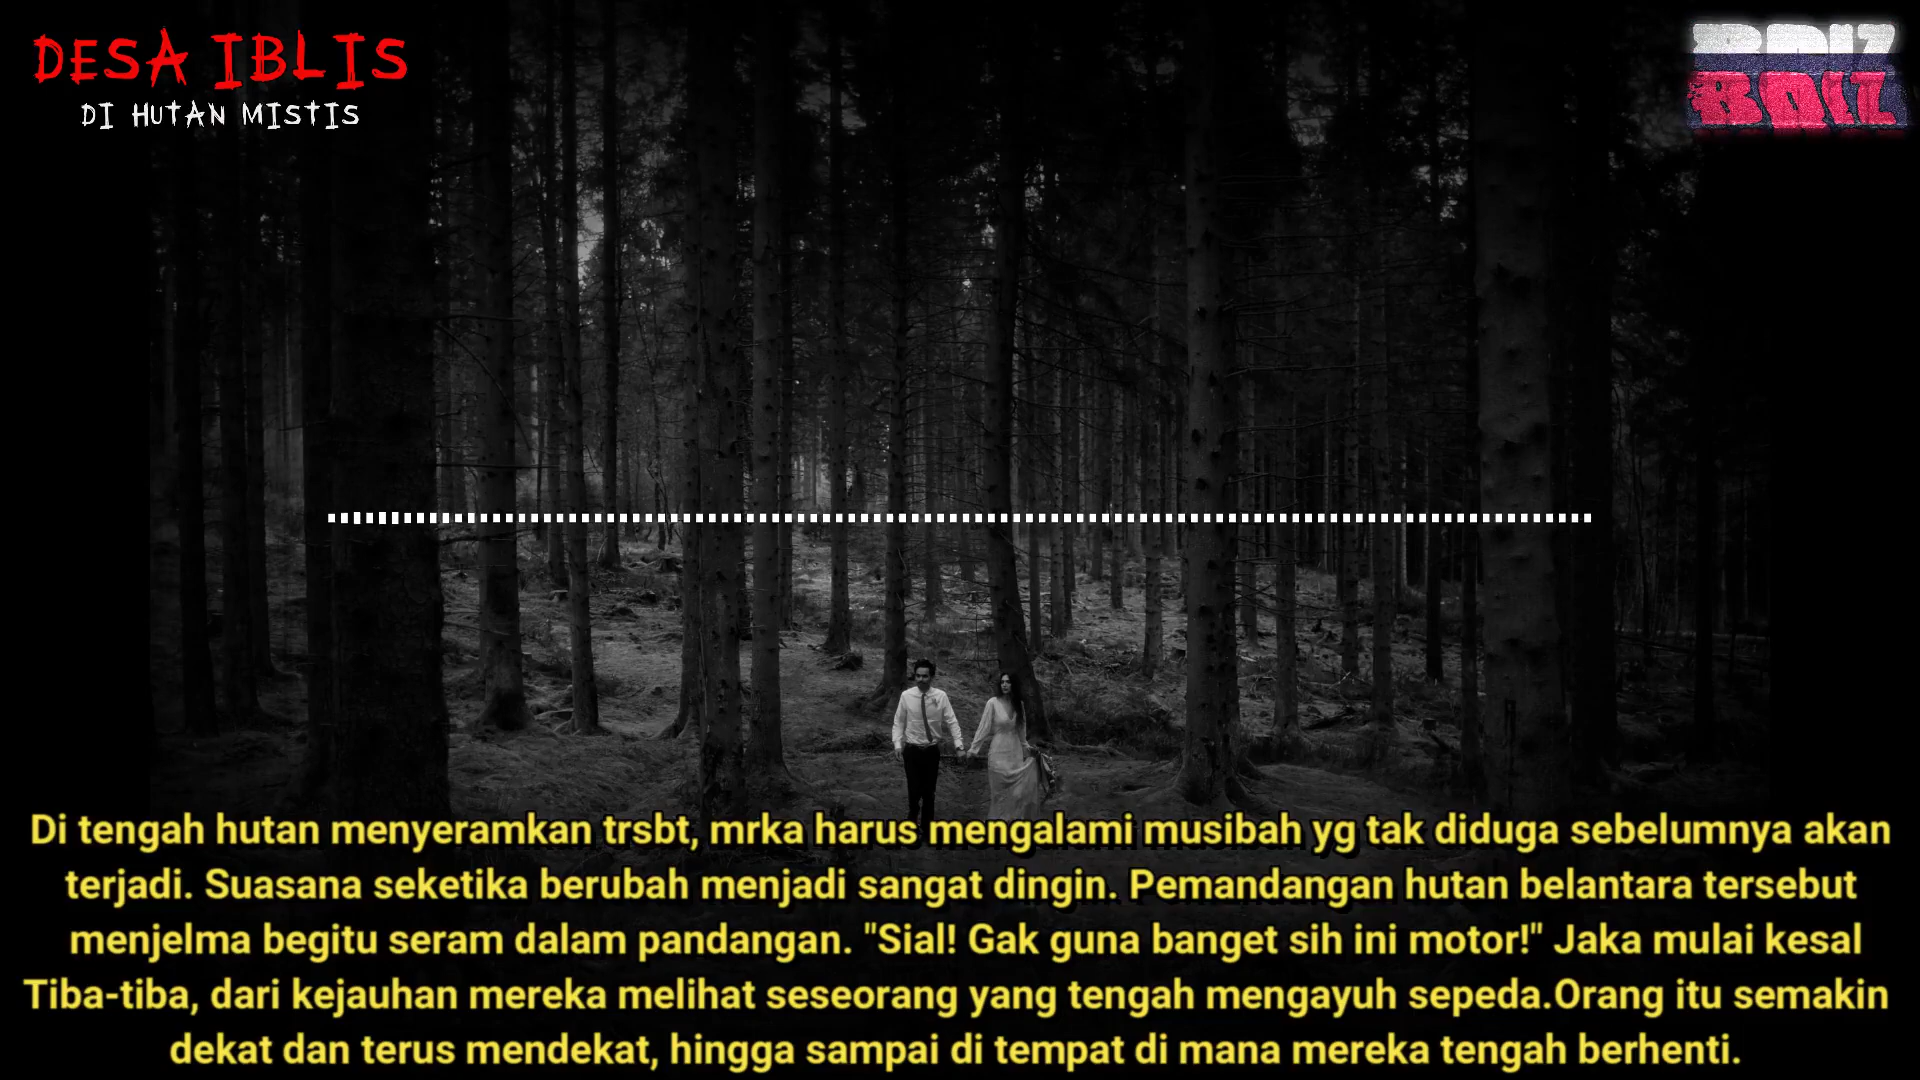 DESA IBLIS
DI HUTAN MISTIS
BOIZ
BOIZ
Di tengah hutan menyeramkan trsbt, mrka harus mengalami musibah yg tak diduga sebelumnya akan
terjadi. Suasana seketika berubah menjadi sangat dingin. Pemandangan hutan belantara tersebut
menjelma begitu seram dalam pandangan. "Sial! Gak guna banget sih ini motor!" Jaka mulai kesal
Tiba-tiba, dari kejauhan mereka melihat seseorang yang tengah mengayuh sepeda.Orang itu semakin
dekat dan terus mendekat, hingga sampai di tempat di mana mereka tengah berhenti.